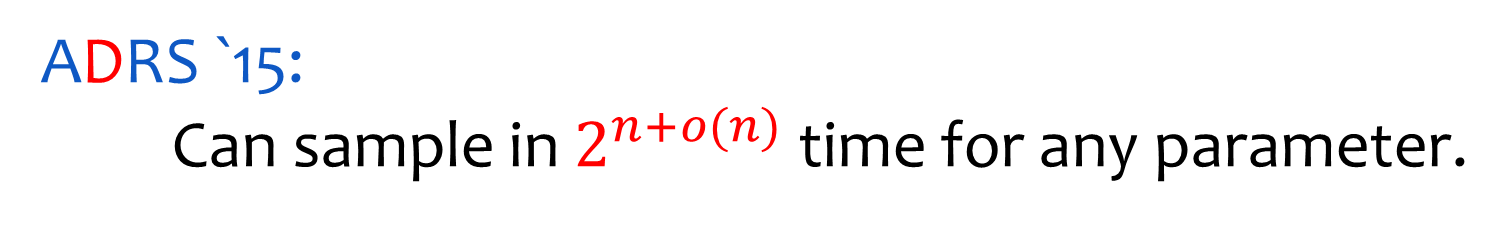 ADRS `15:
Can sample in $2^{n+o(n)}$ time for any parameter.